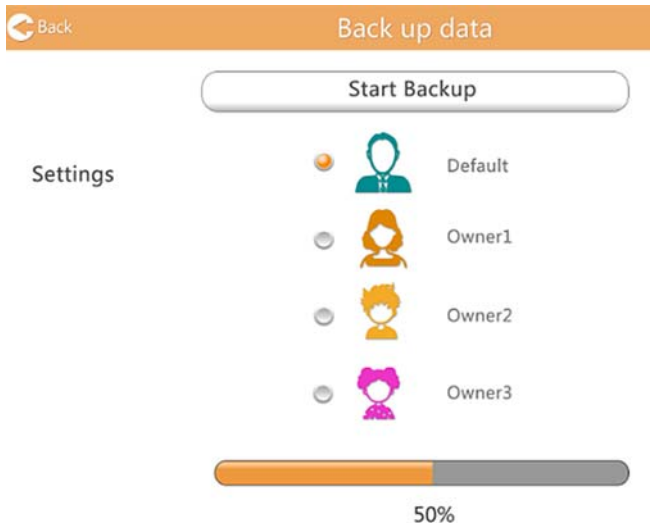 Back
Back up data
Start Backup
Settings
Default
Owner1
Owner2
Owner3
50%